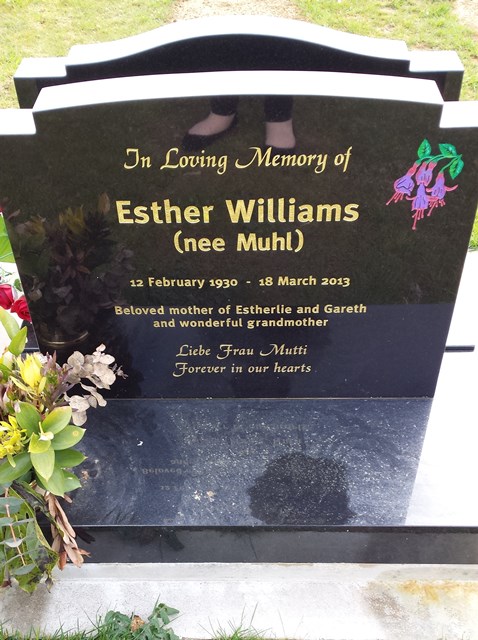 In Loving Memory of
Esther Williams
(nee Muhl)
12 February 1930 - 18 March 2013
Beloved mother of Estherlie and Gareth
and wonderful grandmother
Liebe Frau Mutti
Forever in our hearts